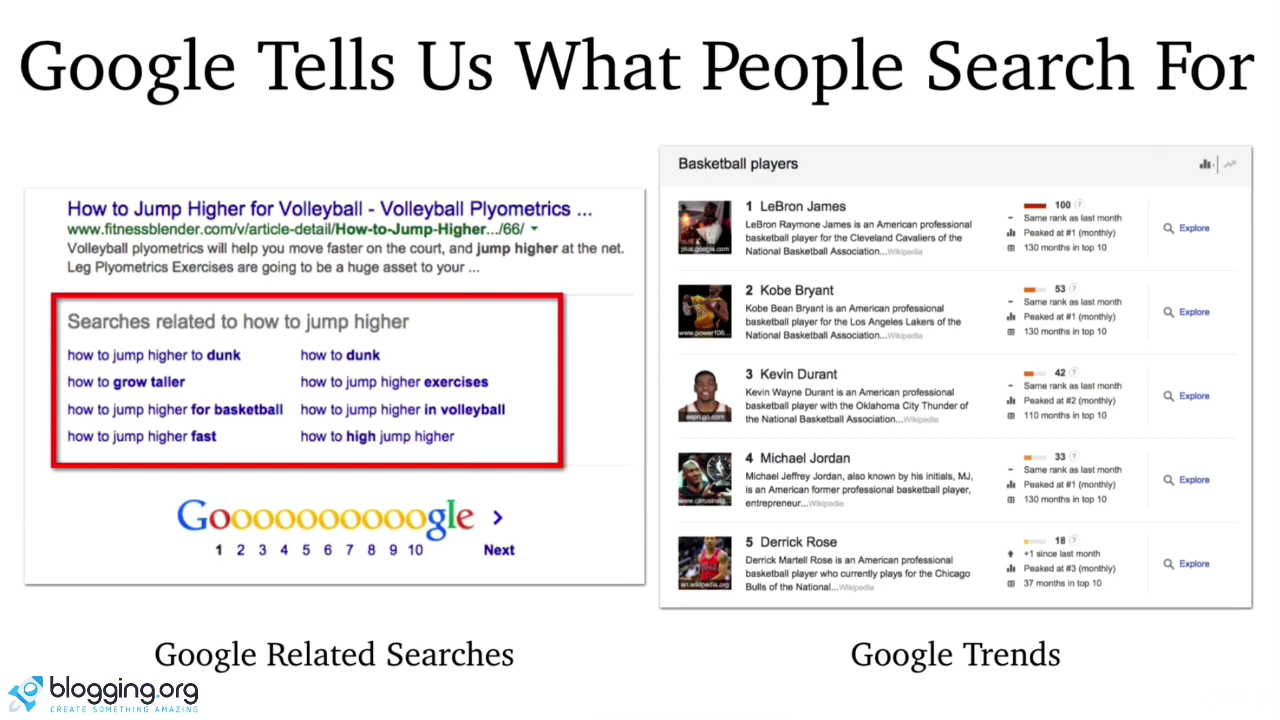 Google Tells Us What People Search For
How to Jump Higher for Volleyball - Volleyball Plyometrics ...
www.fitnessblender.com/v/article-detail/How-to-Jump-Higher.../66/
Volleyball plyometrics will help you move faster on the court, and jump higher at the net.
Leg Plyometrics Exercises are going to be a huge asset to your ...
Searches related to how to jump higher
how to jump higher to dunk
how to dunk
how to grow taller
how to jump higher exercises
how to jump higher for basketball
how to jump higher in volleyball
how to jump higher fast
how to high jump higher
Goooooooooogle >
1 2 3 4 5 6 7 8 9 10 Next
Google Related Searches
Basketball players
plus.google.com
1 LeBron James
LeBron Raymone James is an American professional
basketball player for the Cleveland Cavaliers of the
National Basketball Association...Wikipedia
100 ?
Same rank as last month
Peaked at #1 (monthly)
130 months in top 10
Explore
www.power106...
2 Kobe Bryant
Kobe Bean Bryant is an American professional
basketball player for the Los Angeles Lakers of the
National Basketball Association...Wikipedia
53 ?
Same rank as last month
Peaked at #1 (monthly)
130 months in top 10
Explore
espn.go.com
3 Kevin Durant
Kevin Wayne Durant is an American professional
basketball player with the Oklahoma City Thunder of
the National Basketball Association...Wikipedia
42 ?
Same rank as last month
Peaked at #2 (monthly)
110 months in top 10
Explore
4 Michael Jordan
Michael Jeffrey Jordan, also known by his initials, MJ,
is an American former professional basketball player,
entrepreneur...Wikipedia
33 ?
Same rank as last month
Peaked at #1 (monthly)
130 months in top 10
Explore
en.wikipedia.org
5 Derrick Rose
Derrick Martell Rose is an American professional
basketball player who currently plays for the Chicago
Bulls of the National...Wikipedia
18 ?
+1 since last month
Peaked at #3 (monthly)
37 months in top 10
Explore
Google Trends
blogging.org
CREATE SOMETHING AMAZING